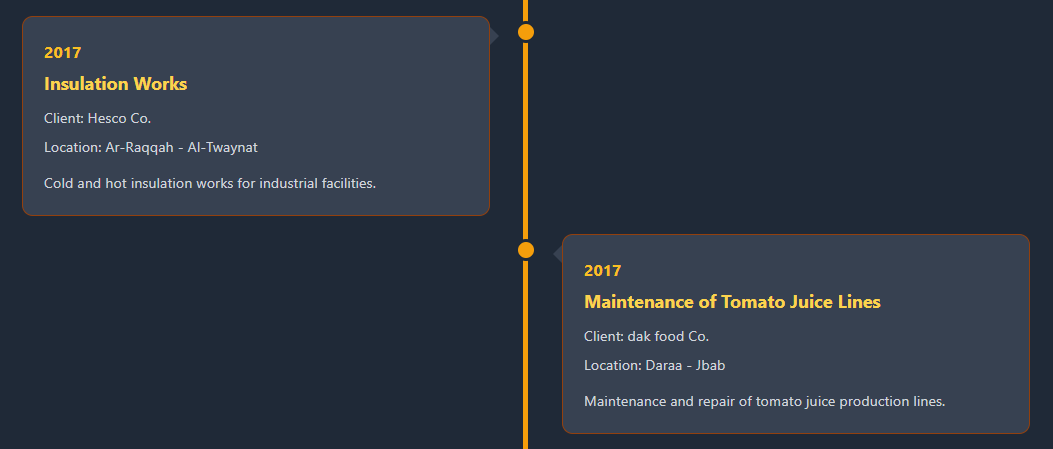 2017
Insulation Works
Client: Hesco Co.
Location: Ar-Raqqah - Al-Twaynat
Cold and hot insulation works for industrial facilities.
2017
Maintenance of Tomato Juice Lines
Client: dak food Co.
Location: Daraa - Jbab
Maintenance and repair of tomato juice production lines.